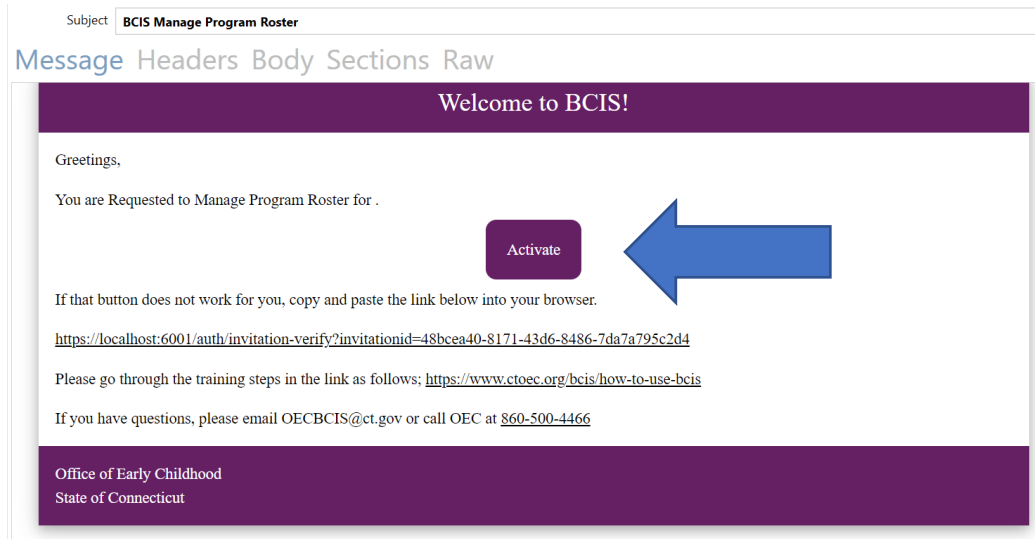 Subject BCIS Manage Program Roster
Message Headers Body Sections Raw
Welcome to BCIS!
Greetings,
You are Requested to Manage Program Roster for .
Activate
If that button does not work for you, copy and paste the link below into your browser.
https://localhost:6001/auth/invitation-verify?invitationid=48bcea40-8171-43d6-8486-7da7a795c2d4
Please go through the training steps in the link as follows; https://www.ctoec.org/bcis/how-to-use-bcis
If you have questions, please email OECBCIS@ct.gov or call OEC at 860-500-4466
Office of Early Childhood
State of Connecticut